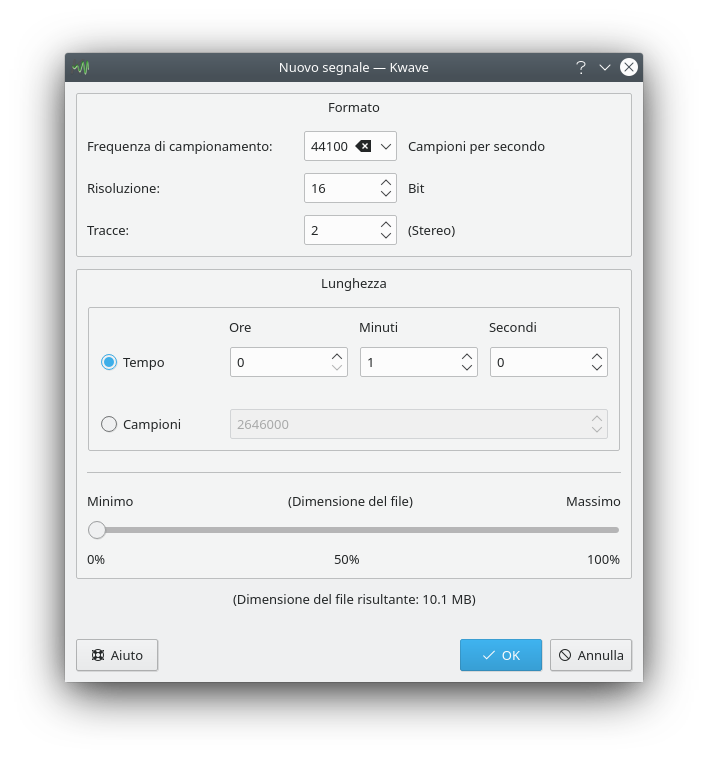 Nuovo segnale — Kwave
Formato
Frequenza di campionamento: 44100 Campioni per secondo
Risoluzione: 16 Bit
Tracce: 2 (Stereo)
Lunghezza
Ore Minuti Secondi
Tempo 0 1 0
Campioni 2646000
Minimo (Dimensione del file) Massimo
0% 50% 100%
(Dimensione del file risultante: 10.1 MB)
Aiuto OK Annulla